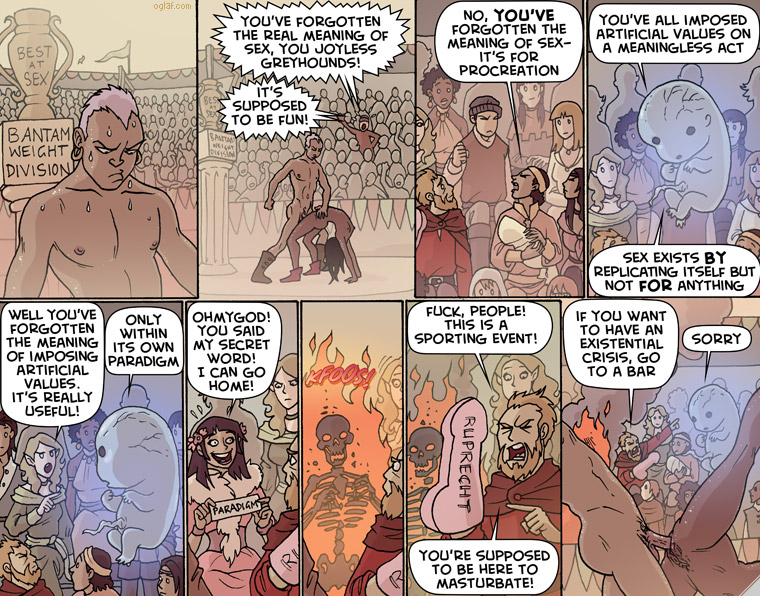 oglaf.com
BEST
AT
SEX
BANTAM
WEIGHT
DIVISION
YOU'VE FORGOTTEN
THE REAL MEANING OF
SEX, YOU JOYLESS
GREYHOUNDS!
IT'S
SUPPOSED
TO BE FUN!
BANTAM
WEIGHT
DIVISION
NO, YOU'VE
FORGOTTEN THE
MEANING OF SEX–
IT'S FOR
PROCREATION
YOU'VE ALL IMPOSED
ARTIFICIAL VALUES ON
A MEANINGLESS ACT
SEX EXISTS BY
REPLICATING ITSELF BUT
NOT FOR ANYTHING
WELL YOU'VE
FORGOTTEN
THE MEANING
OF IMPOSING
ARTIFICIAL
VALUES.
IT'S REALLY
USEFUL!
ONLY
WITHIN
ITS OWN
PARADIGM
OHMYGOD!
YOU SAID
MY SECRET
WORD!
I CAN GO
HOME!
PARADIGM
RU
KFOOSH!
FUCK, PEOPLE!
THIS IS A
SPORTING EVENT!
RUPRECHT
YOU'RE SUPPOSED
TO BE HERE TO
MASTURBATE!
IF YOU WANT
TO HAVE AN
EXISTENTIAL
CRISIS, GO
TO A BAR
SORRY